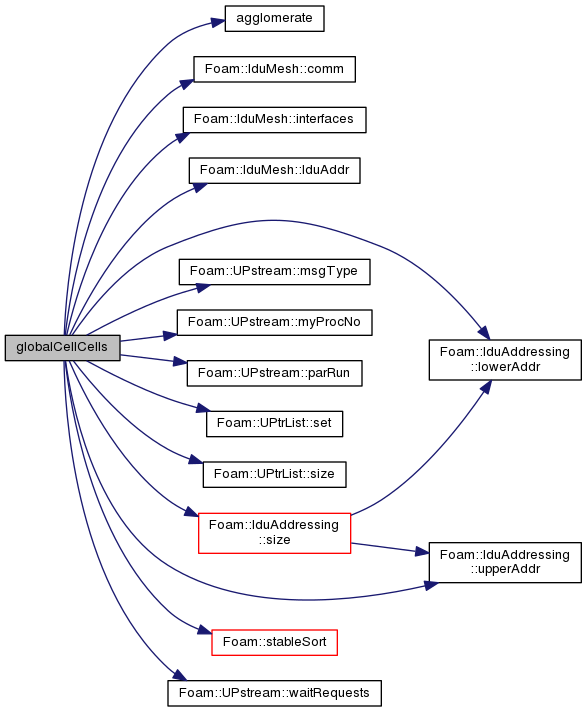 agglomerate
Foam::lduMesh::comm
Foam::lduMesh::interfaces
Foam::lduMesh::lduAddr
Foam::UPstream::msgType
Foam::UPstream::myProcNo
globalCellCells
Foam::lduAddressing
::lowerAddr
Foam::UPstream::parRun
Foam::UPtrList::set
Foam::UPtrList::size
Foam::lduAddressing
::size
Foam::lduAddressing
::upperAddr
Foam::stableSort
Foam::UPstream::waitRequests